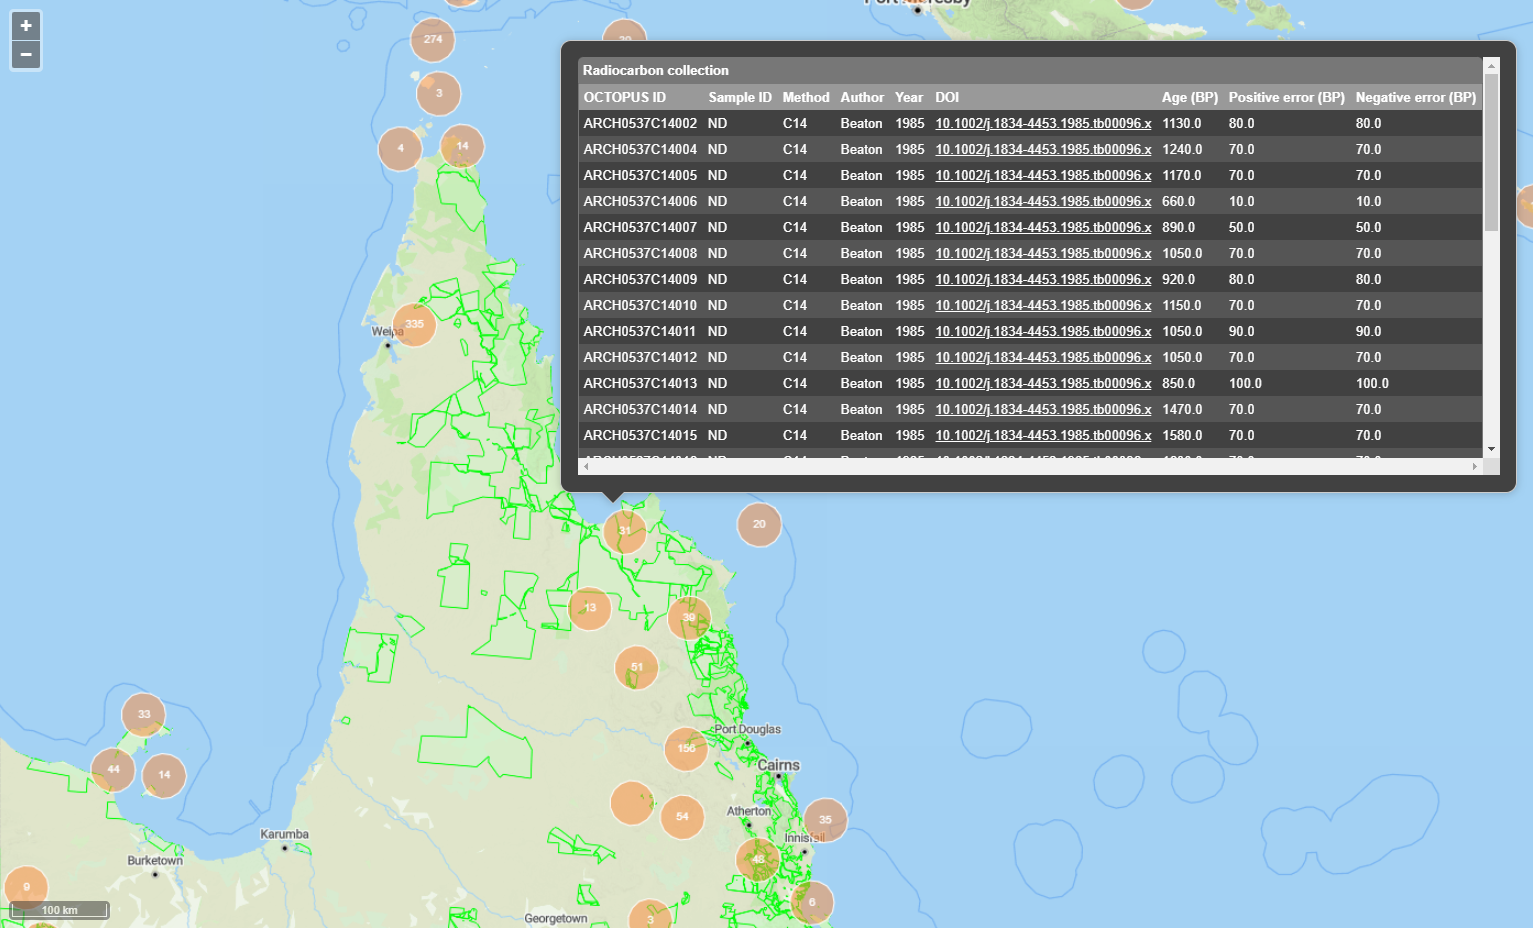 Port Moresby
+
−
274
3
4
14
Radiocarbon collection
OCTOPUS ID Sample ID Method Author Year DOI Age (BP) Positive error (BP) Negative error (BP)
ARCH0537C14002 ND C14 Beaton 1985 10.1002/j.1834-4453.1985.tb00096.x 1130.0 80.0 80.0
ARCH0537C14004 ND C14 Beaton 1985 10.1002/j.1834-4453.1985.tb00096.x 1240.0 70.0 70.0
ARCH0537C14005 ND C14 Beaton 1985 10.1002/j.1834-4453.1985.tb00096.x 1170.0 70.0 70.0
ARCH0537C14006 ND C14 Beaton 1985 10.1002/j.1834-4453.1985.tb00096.x 660.0 10.0 10.0
ARCH0537C14007 ND C14 Beaton 1985 10.1002/j.1834-4453.1985.tb00096.x 890.0 50.0 50.0
ARCH0537C14008 ND C14 Beaton 1985 10.1002/j.1834-4453.1985.tb00096.x 1050.0 70.0 70.0
ARCH0537C14009 ND C14 Beaton 1985 10.1002/j.1834-4453.1985.tb00096.x 920.0 80.0 80.0
ARCH0537C14010 ND C14 Beaton 1985 10.1002/j.1834-4453.1985.tb00096.x 1150.0 70.0 70.0
ARCH0537C14011 ND C14 Beaton 1985 10.1002/j.1834-4453.1985.tb00096.x 1050.0 90.0 90.0
ARCH0537C14012 ND C14 Beaton 1985 10.1002/j.1834-4453.1985.tb00096.x 1050.0 70.0 70.0
ARCH0537C14013 ND C14 Beaton 1985 10.1002/j.1834-4453.1985.tb00096.x 850.0 100.0 100.0
ARCH0537C14014 ND C14 Beaton 1985 10.1002/j.1834-4453.1985.tb00096.x 1470.0 70.0 70.0
ARCH0537C14015 ND C14 Beaton 1985 10.1002/j.1834-4453.1985.tb00096.x 1580.0 70.0 70.0
335
Weipa
31
20
13
39
51
33
44
14
Port Douglas
156
Cairns
54
Atherton
35
Innisfail
Karumba
48
Burketown
9
6
100 km
Georgetown
3